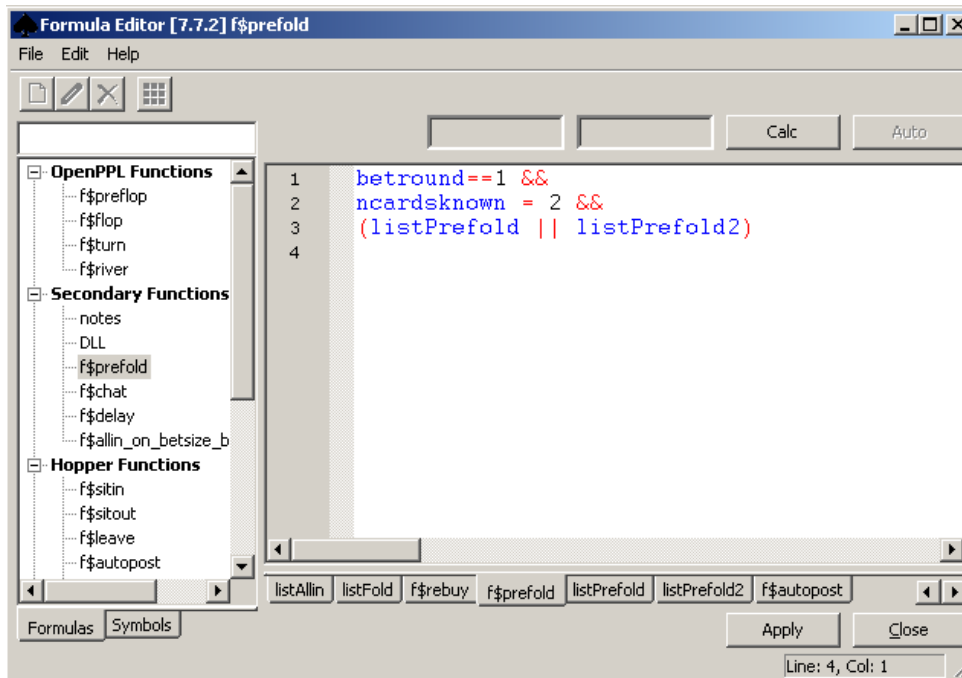 Formula Editor [7.7.2] f$prefold
File Edit Help
Calc Auto
OpenPPL Functions
f$preflop
f$flop
f$turn
f$river
Secondary Functions
notes
DLL
f$prefold
f$chat
f$delay
f$allin_on_betsize_b
Hopper Functions
f$sitin
f$sitout
f$leave
f$autopost
1 betround==1 &&
2 ncardsknown = 2 &&
3 (listPrefold || listPrefold2)
4
listAllin listFold f$rebuy f$prefold listPrefold listPrefold2 f$autopost
Formulas Symbols
Apply Close
Line: 4, Col: 1